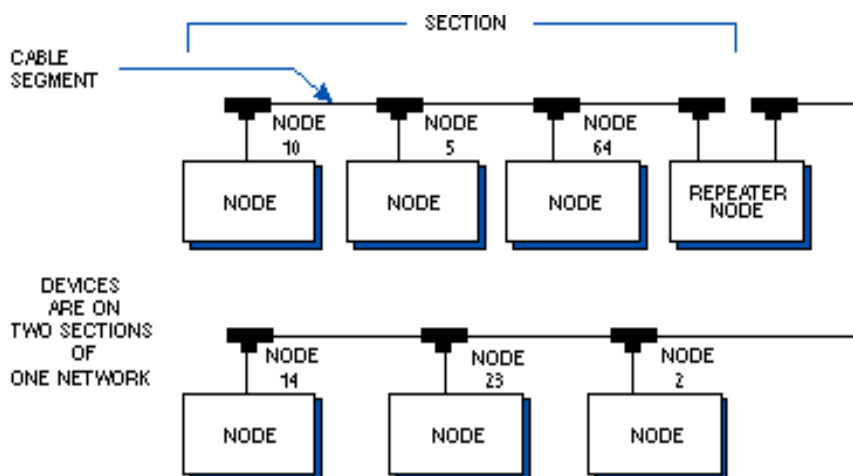 SECTION
CABLE
SEGMENT
NODE
10
NODE
5
NODE
64
NODE
NODE
NODE
REPEATER
NODE
DEVICES
ARE ON
TWO SECTIONS
OF
ONE NETWORK
NODE
14
NODE
23
NODE
2
NODE
NODE
NODE